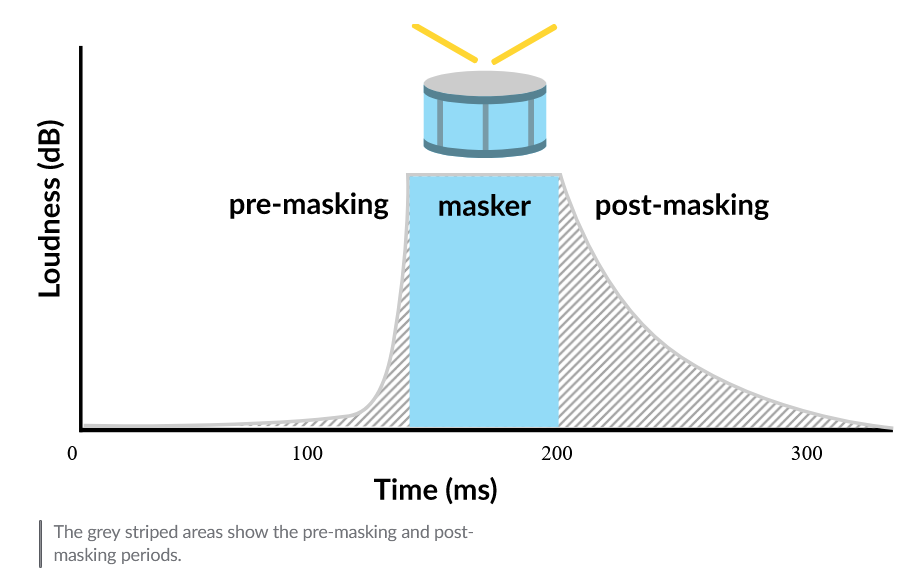 Loudness (dB)
pre-masking
masker
post-masking
0
100
200
300
Time (ms)
The grey striped areas show the pre-masking and post-
masking periods.